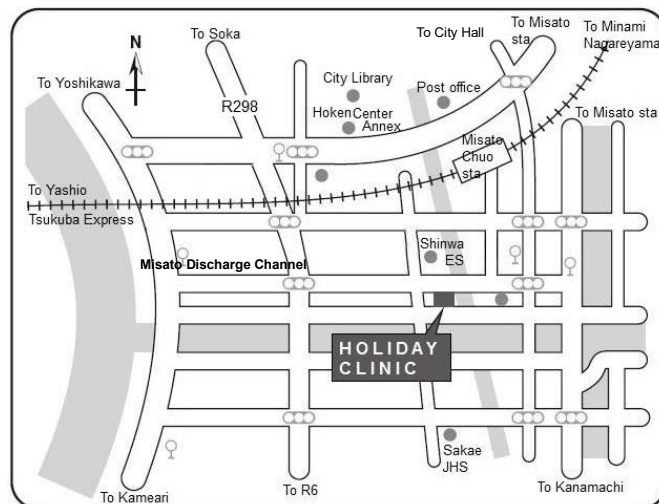 To Misato
sta
To Minami
Nagareyama
To Soka
To City Hall
N
To Yoshikawa
City Library
Post office
R298
Hoken Center
Annex
To Misato sta
Misato
Chuo
sta
To Yashio
Tsukuba Express
Shinwa
ES
Misato Discharge Channel
HOLIDAY
CLINIC
Sakae
JHS
To Kameari
To R6
To Kanamachi